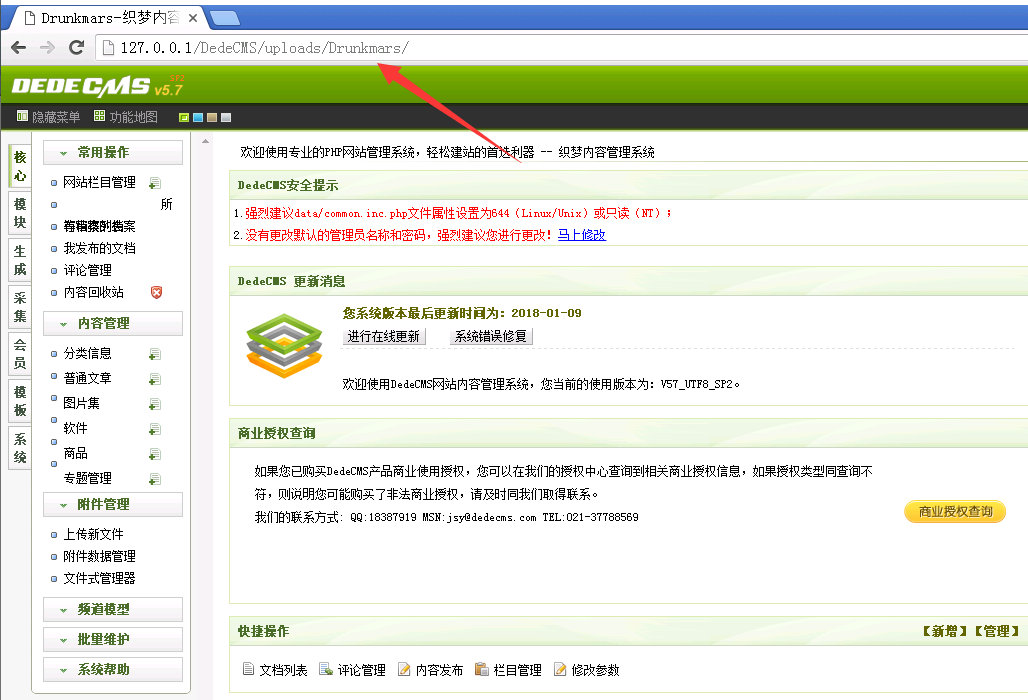 Drunkmars-织梦内容
127.0.0.1/DedeCMS/uploads/Drunkmars/
DEDECMS v5.7 SP2
隐藏菜单 功能地图
核心
模块
生成
采集
会员
模板
系统
常用操作
网站栏目管理
所
我发布的文档
评论管理
内容回收站
内容管理
分类信息
普通文章
图片集
软件
商品
专题管理
附件管理
上传新文件
附件数据管理
文件式管理器
频道模型
批量维护
系统帮助
欢迎使用专业的PHP网站管理系统，轻松建站的首选利器 -- 织梦内容管理系统
DedeCMS安全提示
1.强烈建议data/common.inc.php文件属性设置为644（Linux/Unix）或只读（NT）；
2.没有更改默认的管理员名称和密码，强烈建议您进行更改！马上修改
DedeCMS 更新消息
您系统版本最后更新时间为：2018-01-09
进行在线更新 系统错误修复
欢迎使用DedeCMS网站内容管理系统，您当前的使用版本为：V57_UTF8_SP2。
商业授权查询
如果您已购买DedeCMS产品商业使用授权，您可以在我们的授权中心查询到相关商业授权信息，如果授权类型同查询不
符，则说明您可能购买了非法商业授权，请及时同我们取得联系。
我们的联系方式：QQ:18387919 MSN:jsy@dedecms.com TEL:021-37788569
商业授权查询
快捷操作 【新增】【管理】
文档列表 评论管理 内容发布 栏目管理 修改参数